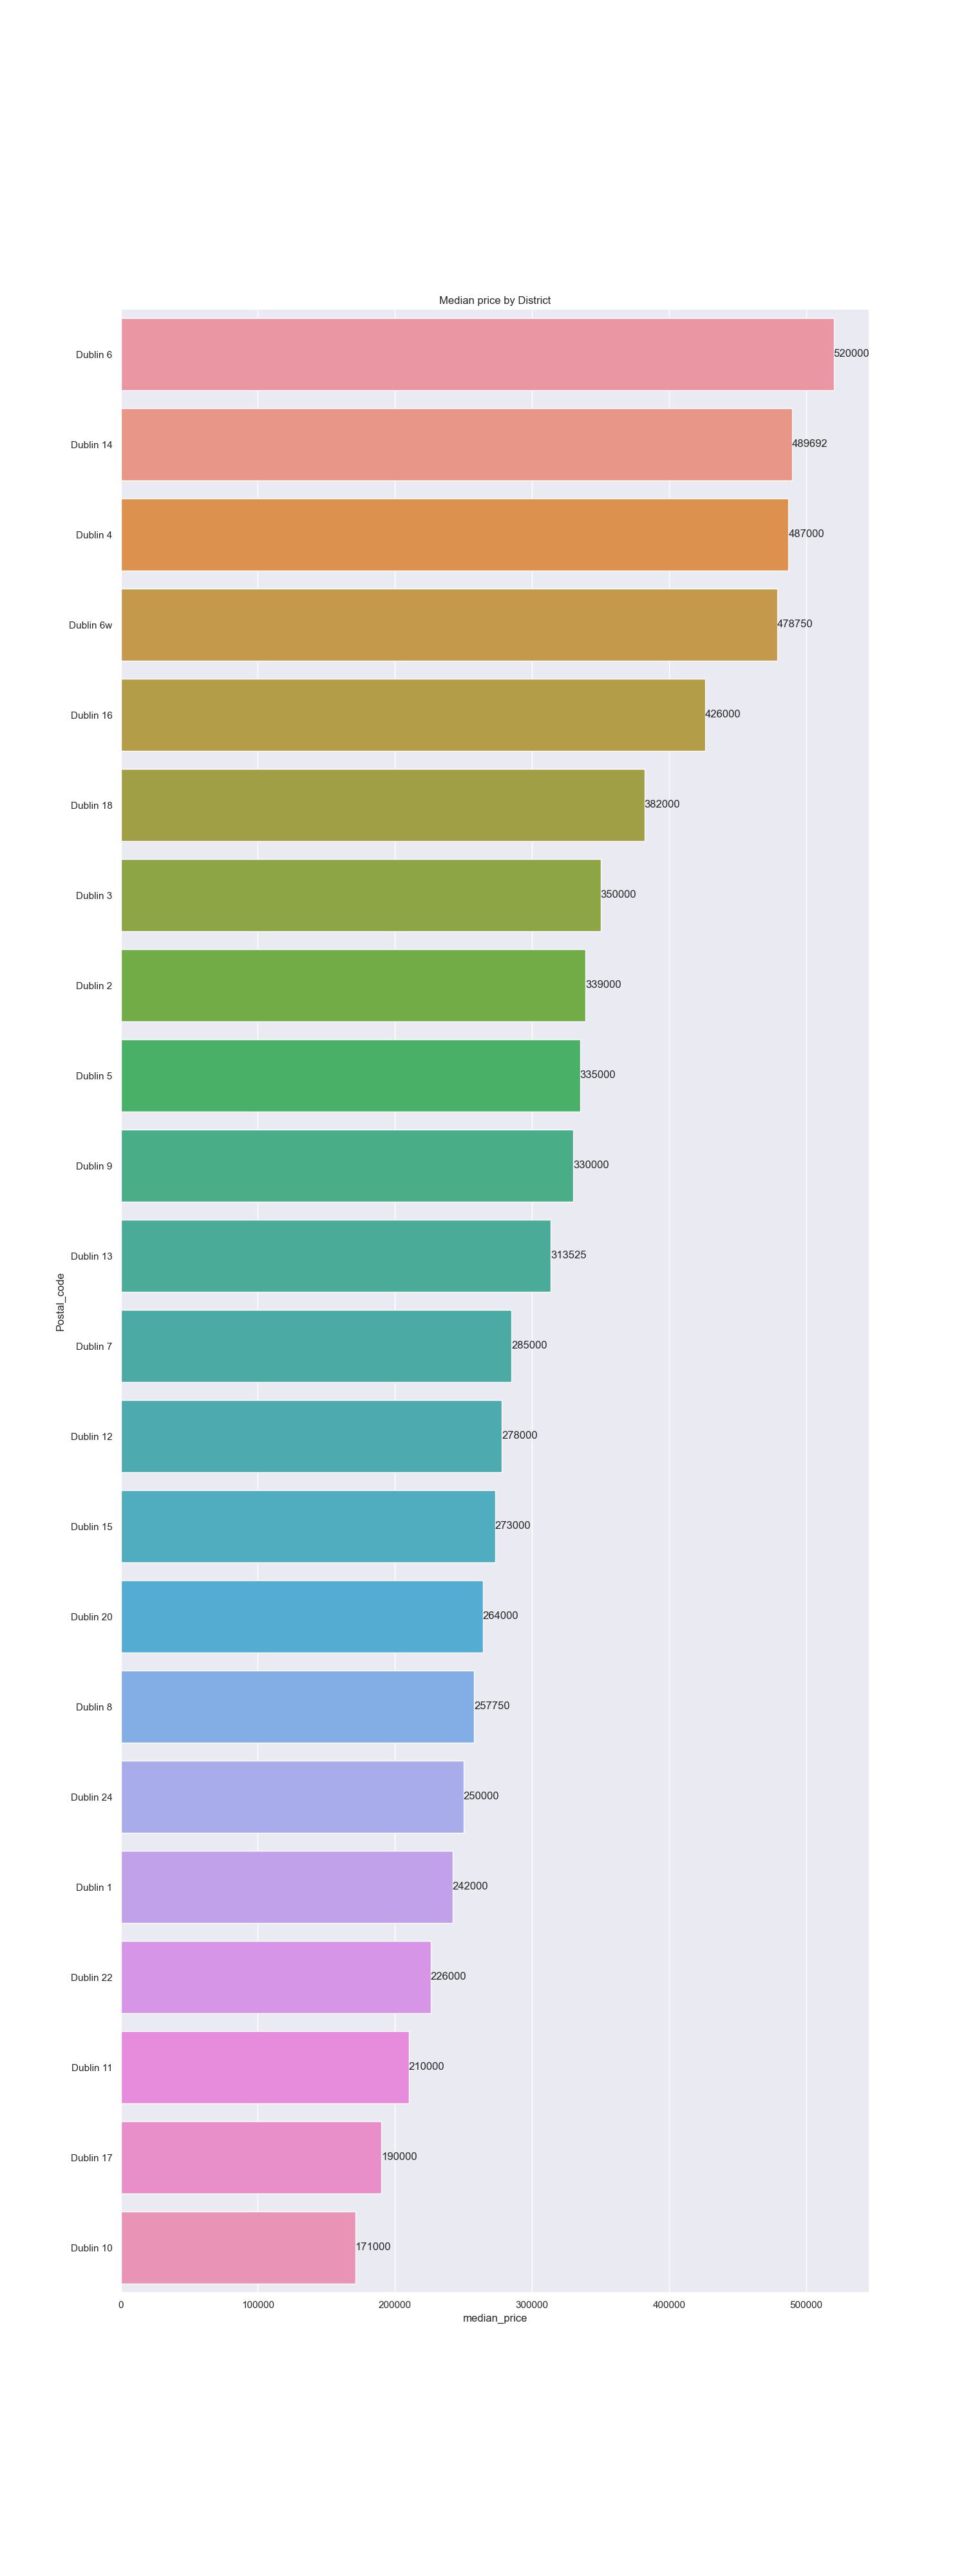 Median price by District
Dublin 6
Dublin 14
Dublin 4
Dublin 6w
Dublin 16
Dublin 18
Dublin 3
Dublin 2
Dublin 5
Dublin 9
Dublin 13
Dublin 7
Dublin 12
Dublin 15
Dublin 20
Dublin 8
Dublin 24
Dublin 1
Dublin 22
Dublin 11
Dublin 17
Dublin 10
Postal_code
520000
489692
487000
478750
426000
382000
350000
339000
335000
330000
313525
285000
278000
273000
264000
257750
250000
242000
226000
210000
190000
171000
0
100000
200000
300000
400000
500000
median_price